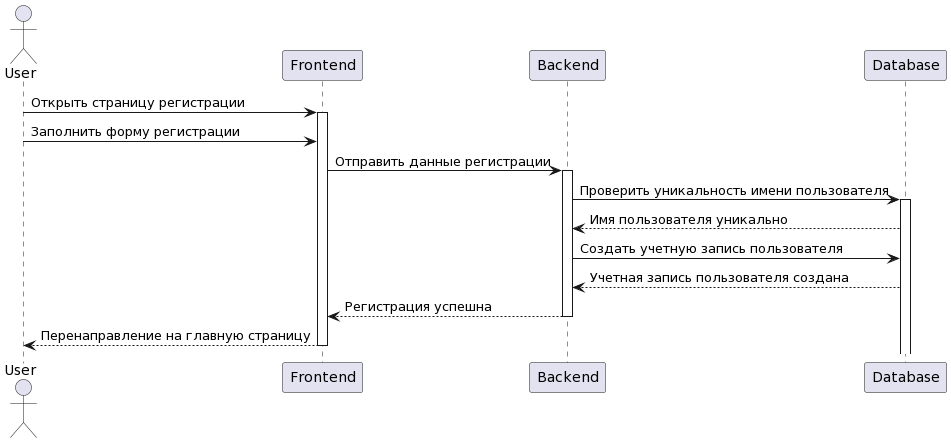 User
Frontend
Backend
Database
Открыть страницу регистрации
Заполнить форму регистрации
Отправить данные регистрации
Проверить уникальность имени пользователя
Имя пользователя уникально
Создать учетную запись пользователя
Учетная запись пользователя создана
Регистрация успешна
Перенаправление на главную страницу
User
Frontend
Backend
Database